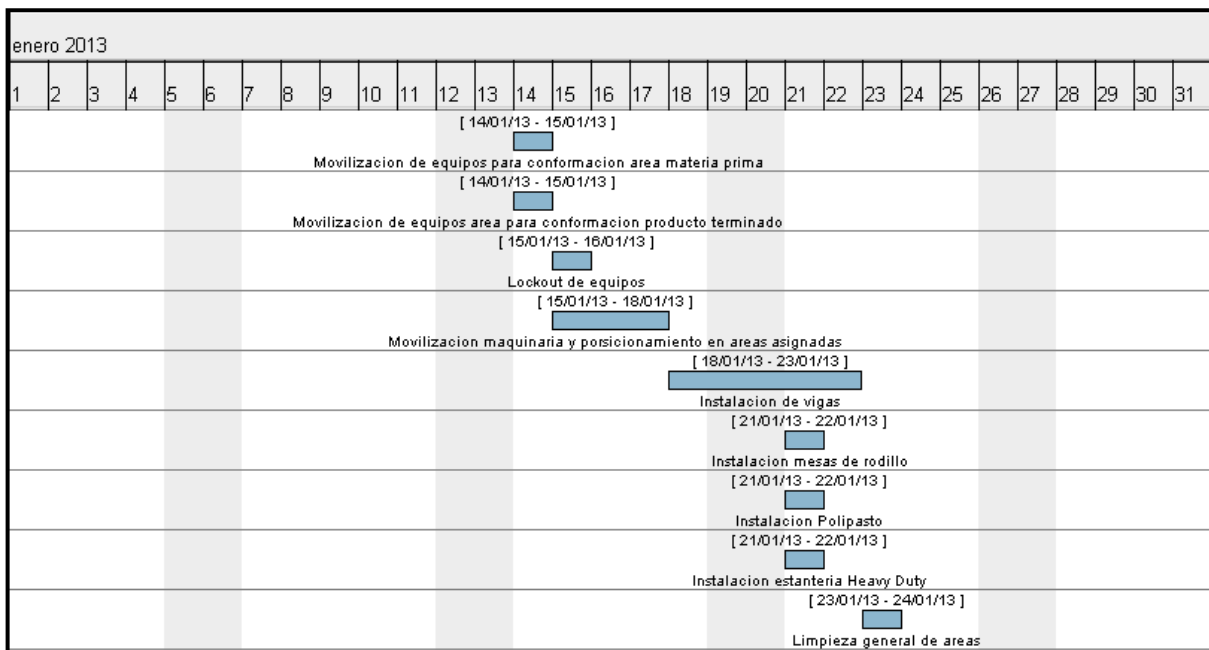 enero 2013
1 2 3 4 5 6 7 8 9 10 11 12 13 14 15 16 17 18 19 20 21 22 23 24 25 26 27 28 29 30 31
[ 14/01/13 - 15/01/13 ]
Movilizacion de equipos para conformacion area materia prima
[ 14/01/13 - 15/01/13 ]
Movilizacion de equipos area para conformacion producto terminado
[ 15/01/13 - 16/01/13 ]
Lockout de equipos
[ 15/01/13 - 18/01/13 ]
Movilizacion maquinaria y porsicionamiento en areas asignadas
[ 18/01/13 - 23/01/13 ]
Instalacion de vigas
[ 21/01/13 - 22/01/13 ]
Instalacion mesas de rodillo
[ 21/01/13 - 22/01/13 ]
Instalacion Polipasto
[ 21/01/13 - 22/01/13 ]
Instalacion estanteria Heavy Duty
[ 23/01/13 - 24/01/13 ]
Limpieza general de areas